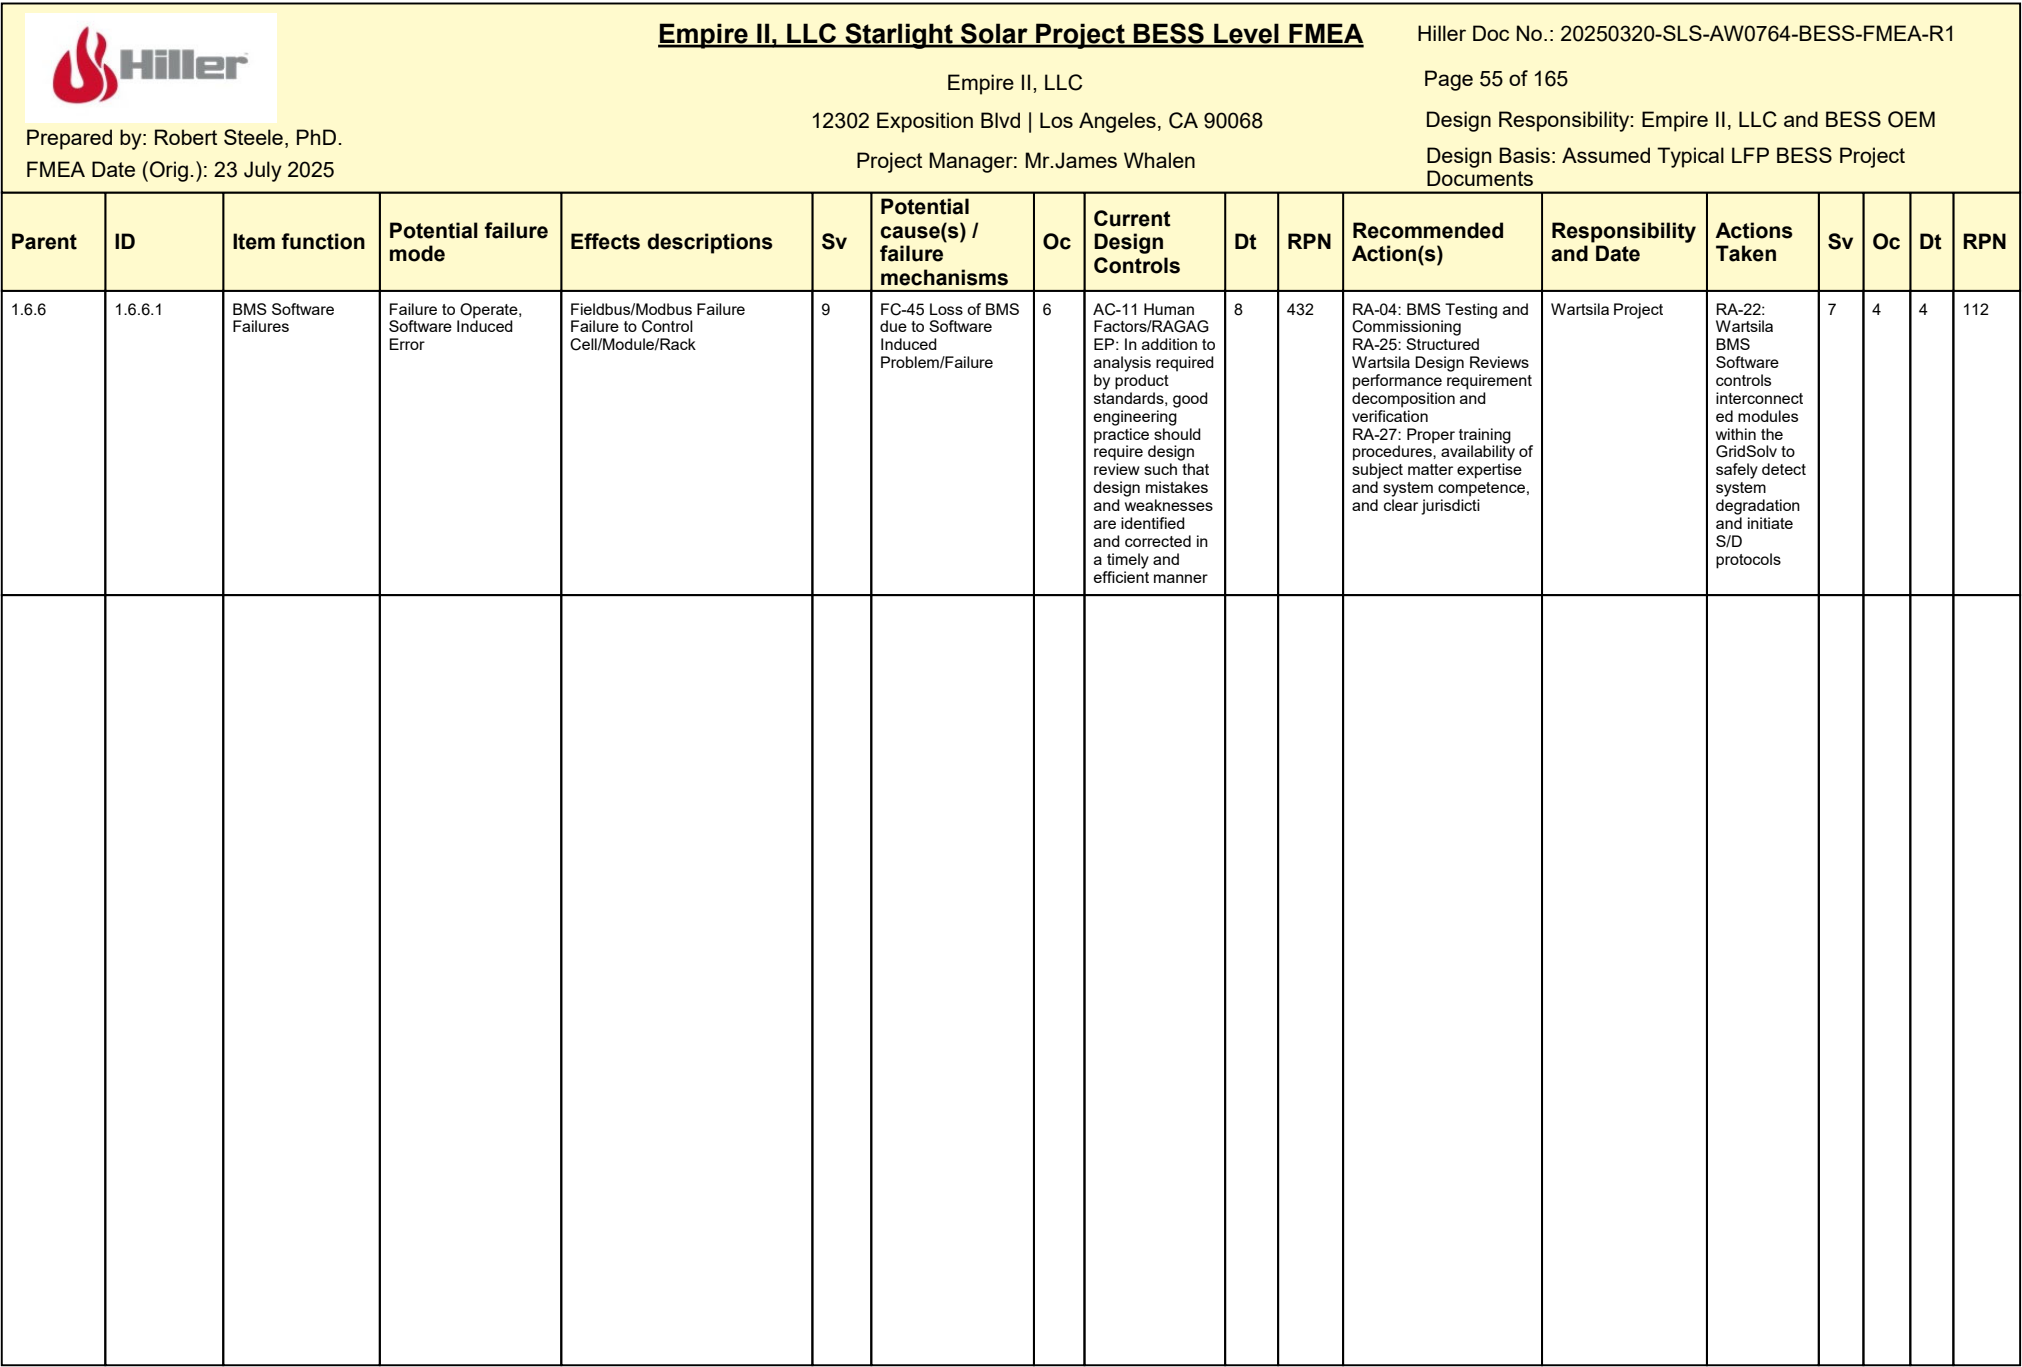 Hiller
Prepared by: Robert Steele, PhD.
FMEA Date (Orig.): 23 July 2025
Empire II, LLC Starlight Solar Project BESS Level FMEA
Empire II, LLC
12302 Exposition Blvd | Los Angeles, CA 90068
Project Manager: Mr.James Whalen
Hiller Doc No.: 20250320-SLS-AW0764-BESS-FMEA-R1
Page 55 of 165
Design Responsibility: Empire II, LLC and BESS OEM
Design Basis: Assumed Typical LFP BESS Project
Documents
Parent
ID
Item function
Potential failure
mode
Effects descriptions
Sv
Potential
cause(s) /
failure
mechanisms
Oc
Current
Design
Controls
Dt
RPN
Recommended
Action(s)
Responsibility
and Date
Actions
Taken
Sv
Oc
Dt
RPN
1.6.6
1.6.6.1
BMS Software
Failures
Failure to Operate,
Software Induced
Error
Fieldbus/Modbus Failure
Failure to Control
Cell/Module/Rack
9
FC-45 Loss of BMS
due to Software
Induced
Problem/Failure
6
AC-11 Human
Factors/RAGAG
EP: In addition to
analysis required
by product
standards, good
engineering
practice should
require design
review such that
design mistakes
and weaknesses
are identified
and corrected in
a timely and
efficient manner
8
432
RA-04: BMS Testing and
Commissioning
RA-25: Structured
Wartsila Design Reviews
performance requirement
decomposition and
verification
RA-27: Proper training
procedures, availability of
subject matter expertise
and system competence,
and clear jurisdicti
Wartsila Project
RA-22:
Wartsila
BMS
Software
controls
interconnect
ed modules
within the
GridSolv to
safely detect
system
degradation
and initiate
S/D
protocols
7
4
4
112